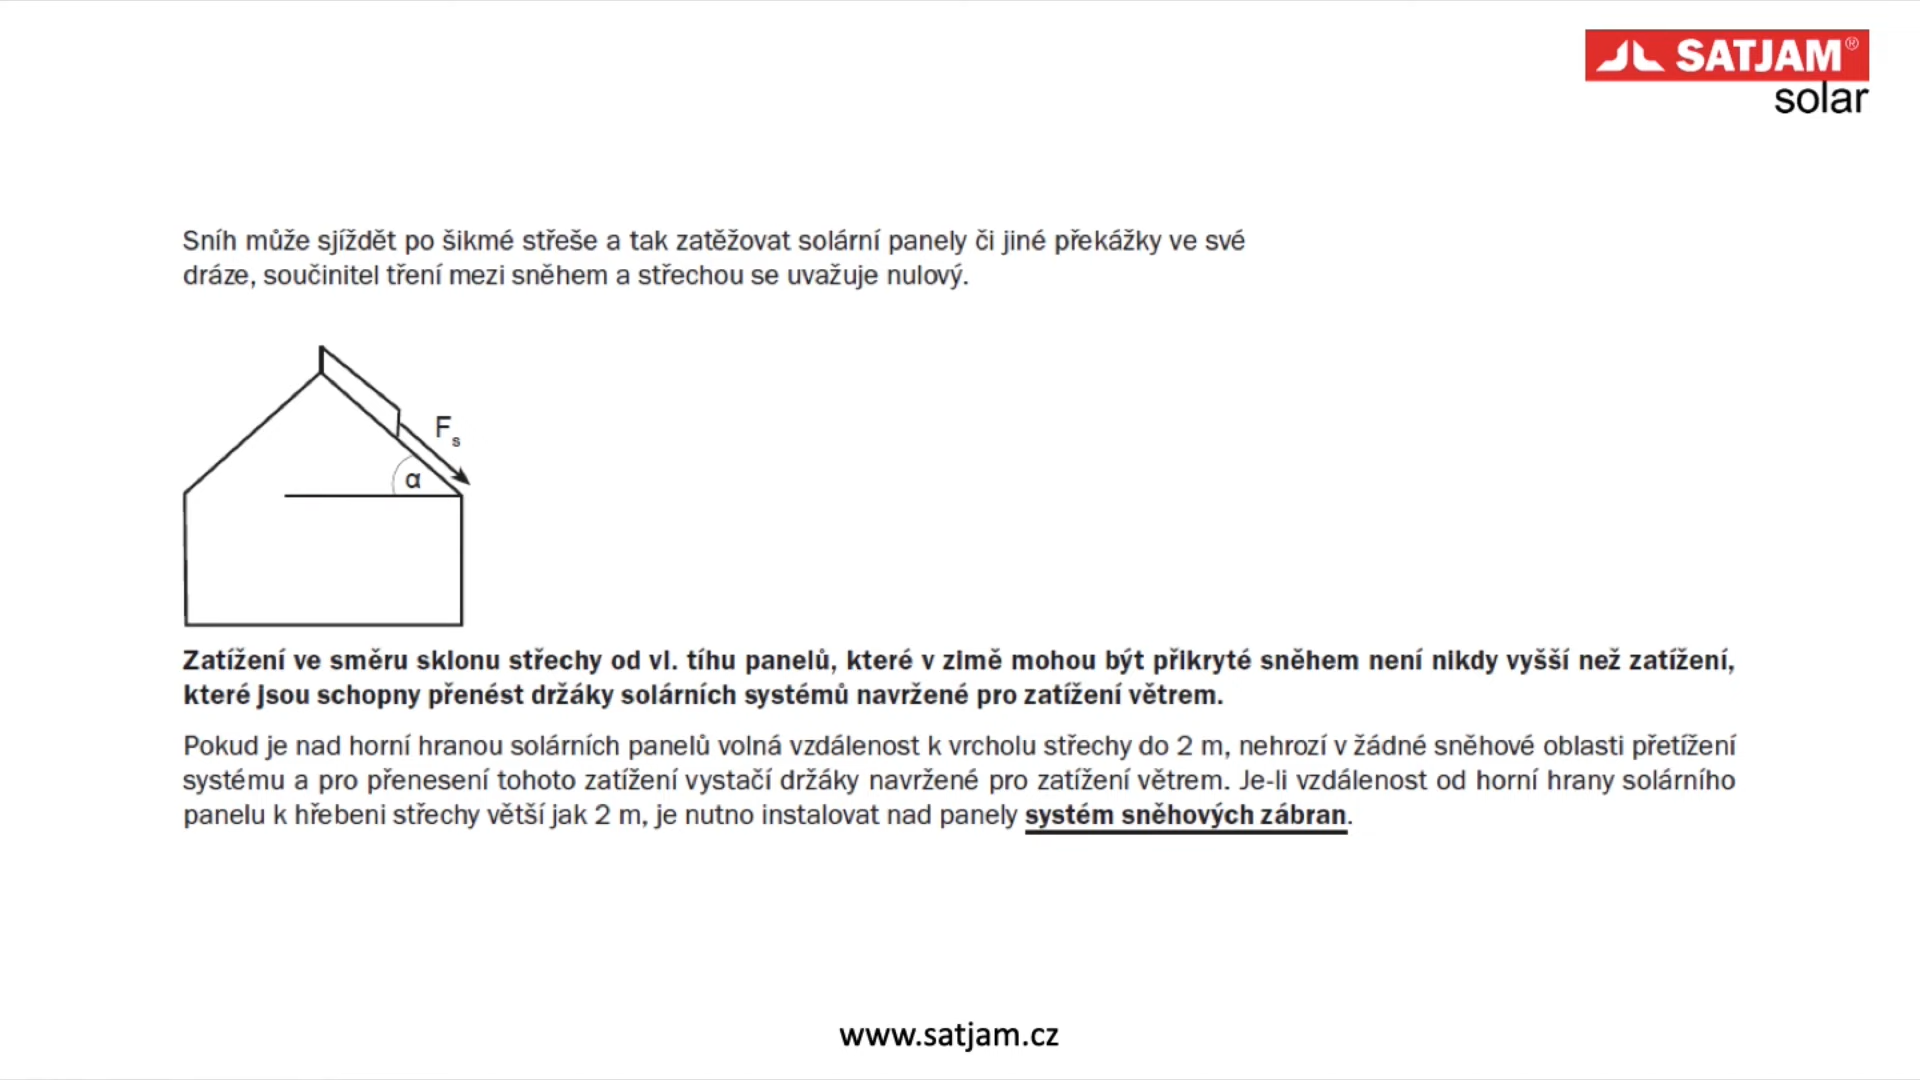 SATJAM®
solar
Sníh může sjíždět po šikmé střeše a tak zatěžovat solární panely či jiné překážky ve své
dráze, součinitel tření mezi sněhem a střechou se uvažuje nulový.
Fs
α
Zatížení ve směru sklonu střechy od vl. tíhu panelů, které v zimě mohou být přikryté sněhem není nikdy vyšší než zatížení,
které jsou schopny přenést držáky solárních systémů navržené pro zatížení větrem.
Pokud je nad horní hranou solárních panelů volná vzdálenost k vrcholu střechy do 2 m, nehrozí v žádné sněhové oblasti přetížení
systému a pro přenesení tohoto zatížení vystačí držáky navržené pro zatížení větrem. Je-li vzdálenost od horní hrany solárního
panelu k hřebeni střechy větší jak 2 m, je nutno instalovat nad panely systém sněhových zábran.
www.satjam.cz